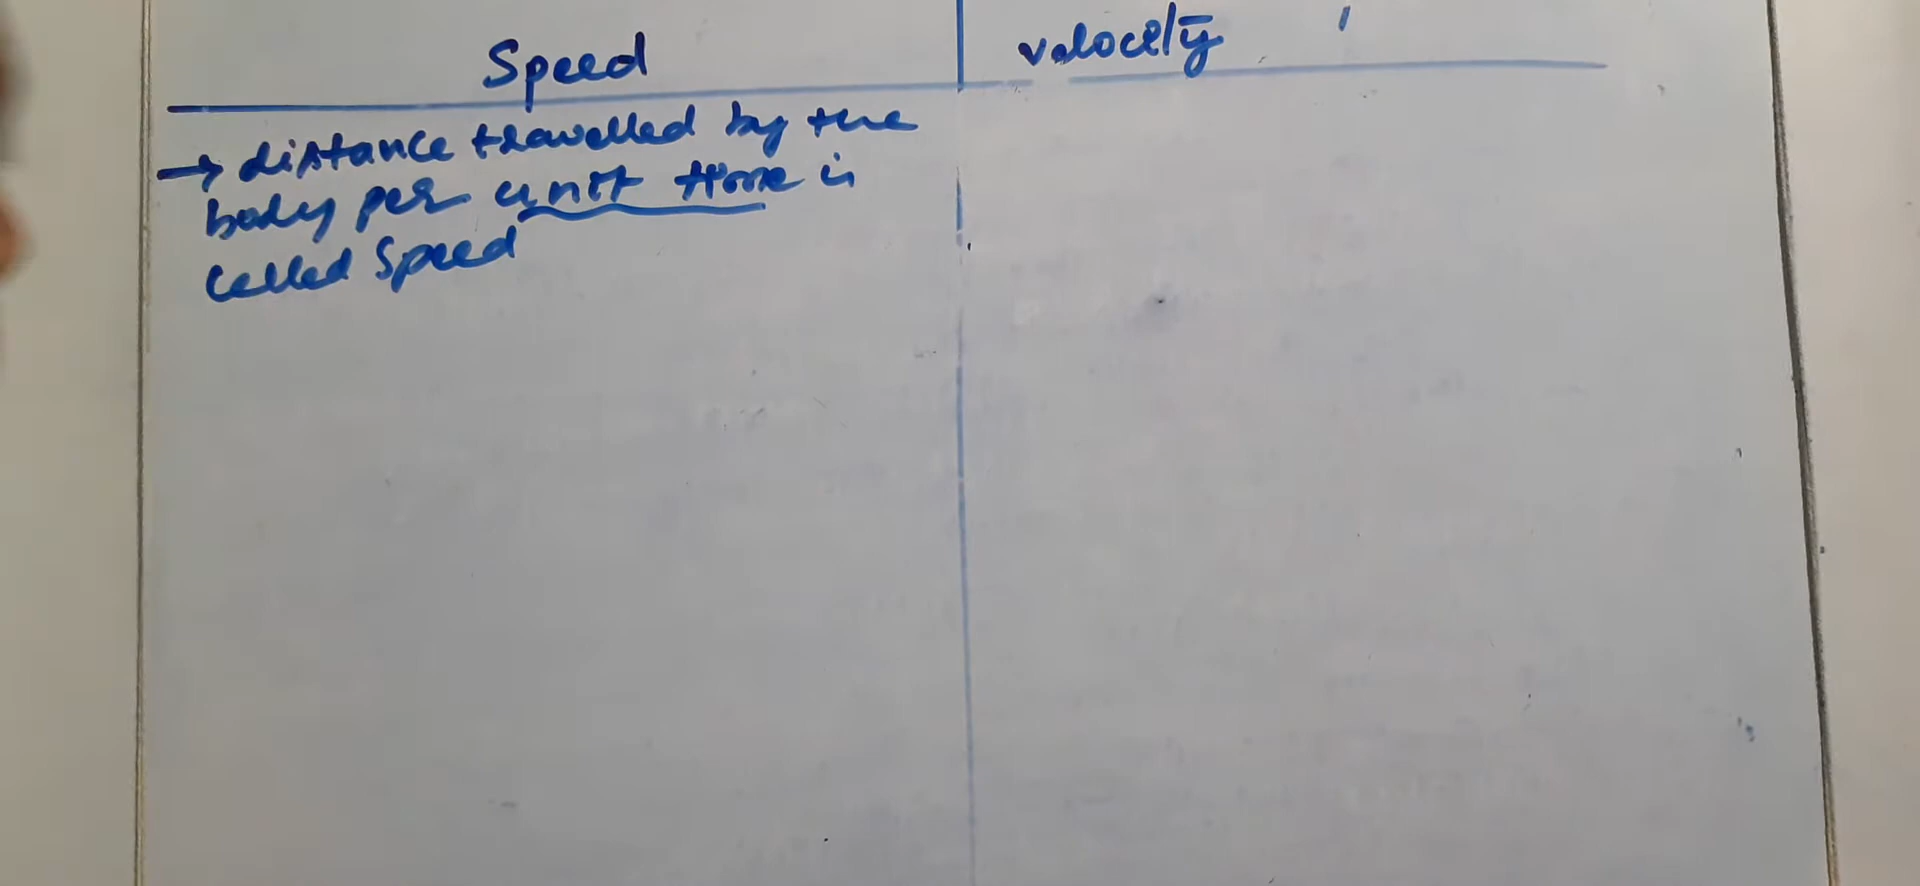 Speed
velocity
→ distance travelled by the
body per unit time is
called Speed